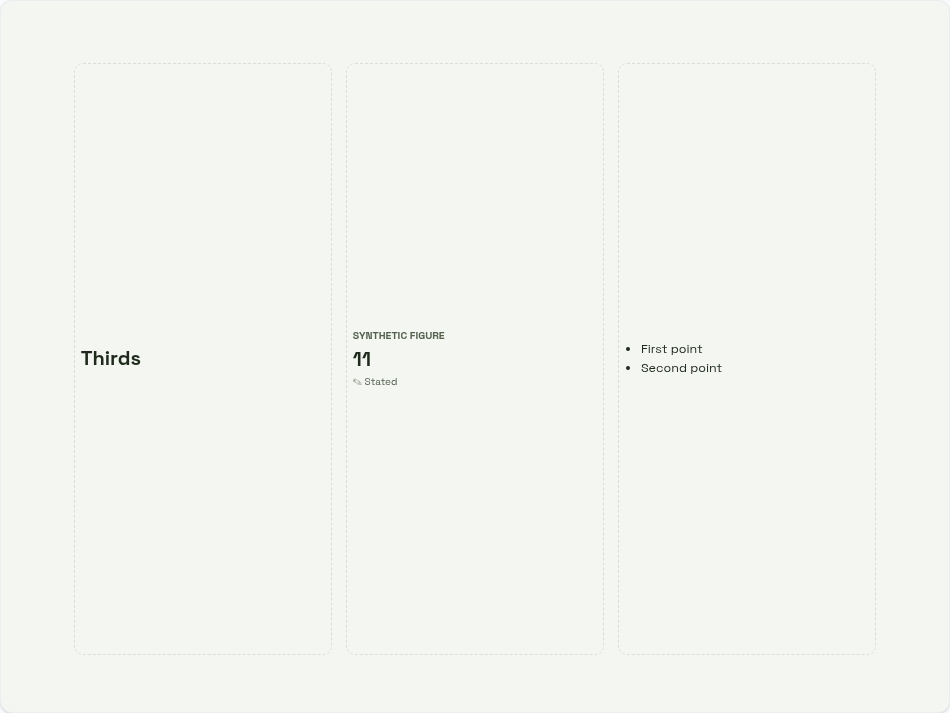 Thirds
SYNTHETIC FIGURE
11
✎ Stated
• First point
• Second point